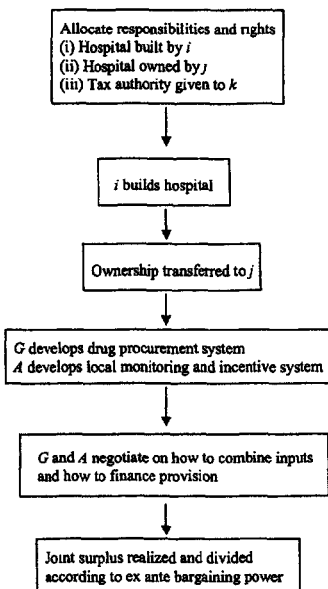 Allocate responsibilities and rights
(i) Hospital built by i
(ii) Hospital owned by j
(iii) Tax authority given to k
i builds hospital
Ownership transferred to j
G develops drug procurement system
A develops local monitoring and incentive system
G and A negotiate on how to combine inputs
and how to finance provision
Joint surplus realized and divided
according to ex ante bargaining power